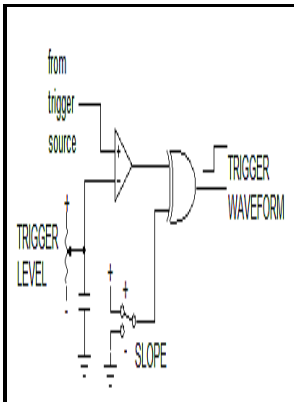 from
trigger
source
+
-
TRIGGER
WAVEFORM
+
TRIGGER
LEVEL
-
+
+
-
SLOPE